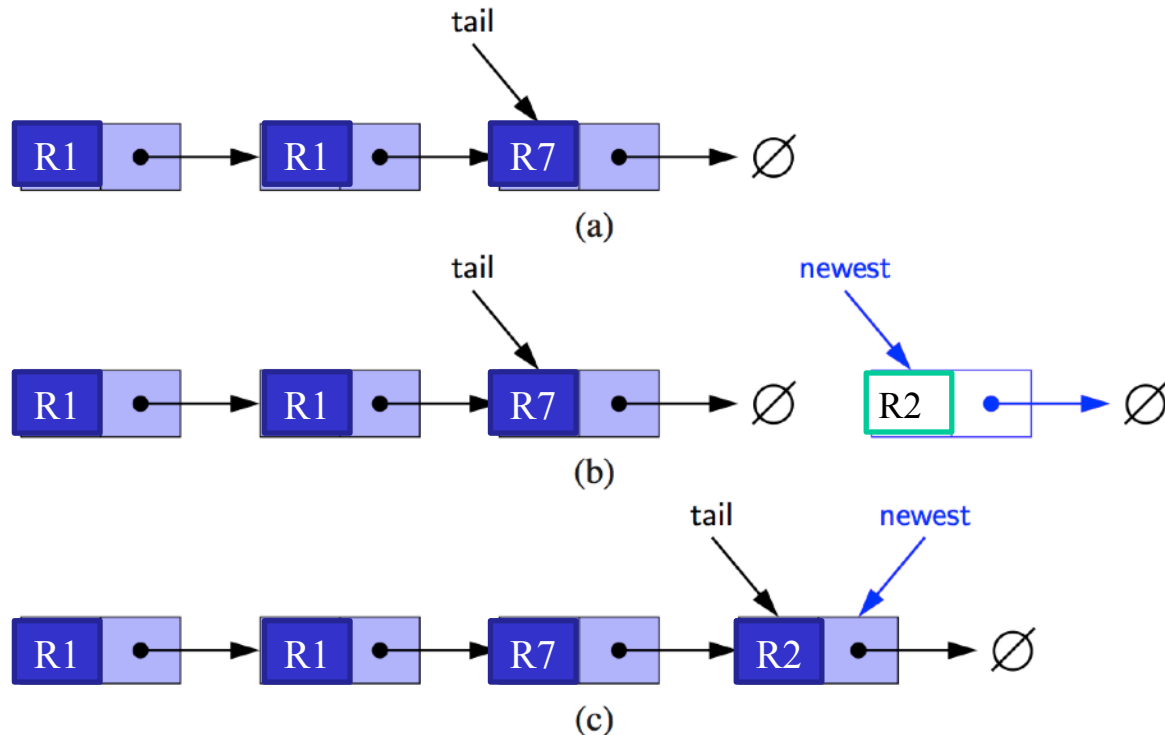 tail
R1 R1 R7 ∅
(a)
tail newest
R1 R1 R7 ∅ R2 ∅
(b)
tail newest
R1 R1 R7 R2 ∅
(c)